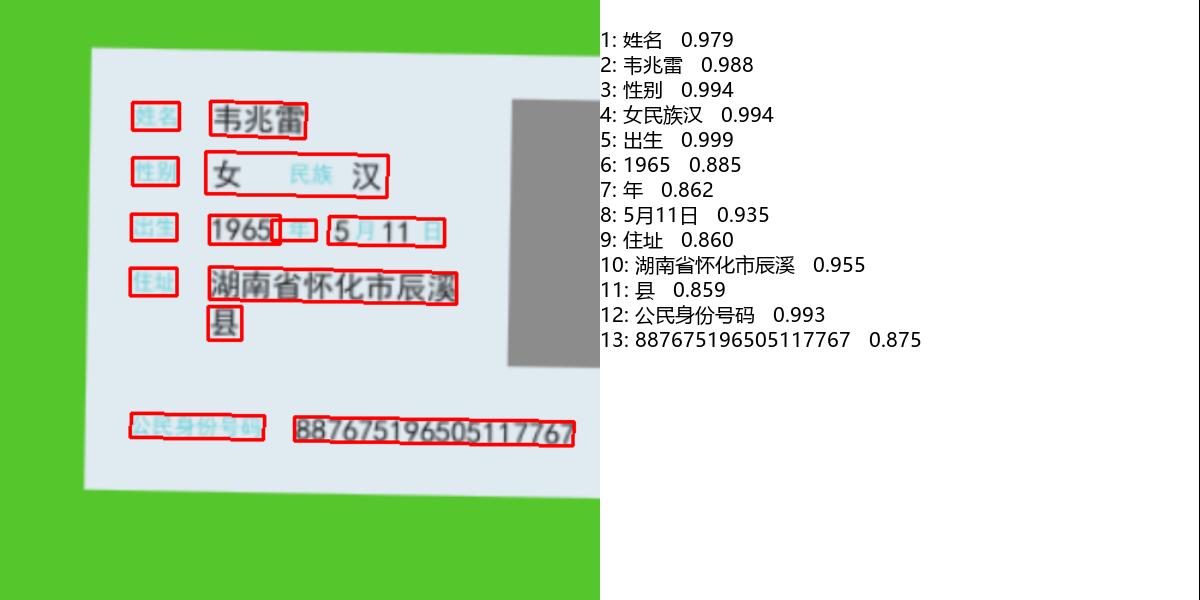 姓名 韦兆雷
性别 女 民族 汉
出生 1965 年 5 月 11 日
住址 湖南省怀化市辰溪
县
公民身份号码 887675196505117767
1: 姓名 0.979
2: 韦兆雷 0.988
3: 性别 0.994
4: 女民族汉 0.994
5: 出生 0.999
6: 1965 0.885
7: 年 0.862
8: 5月11日 0.935
9: 住址 0.860
10: 湖南省怀化市辰溪 0.955
11: 县 0.859
12: 公民身份号码 0.993
13: 887675196505117767 0.875